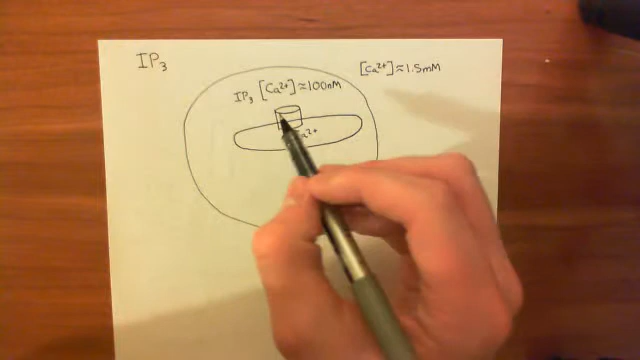 IP₃
[Ca²⁺]≈1.5mM
IP₃ [Ca²⁺]≈100nM